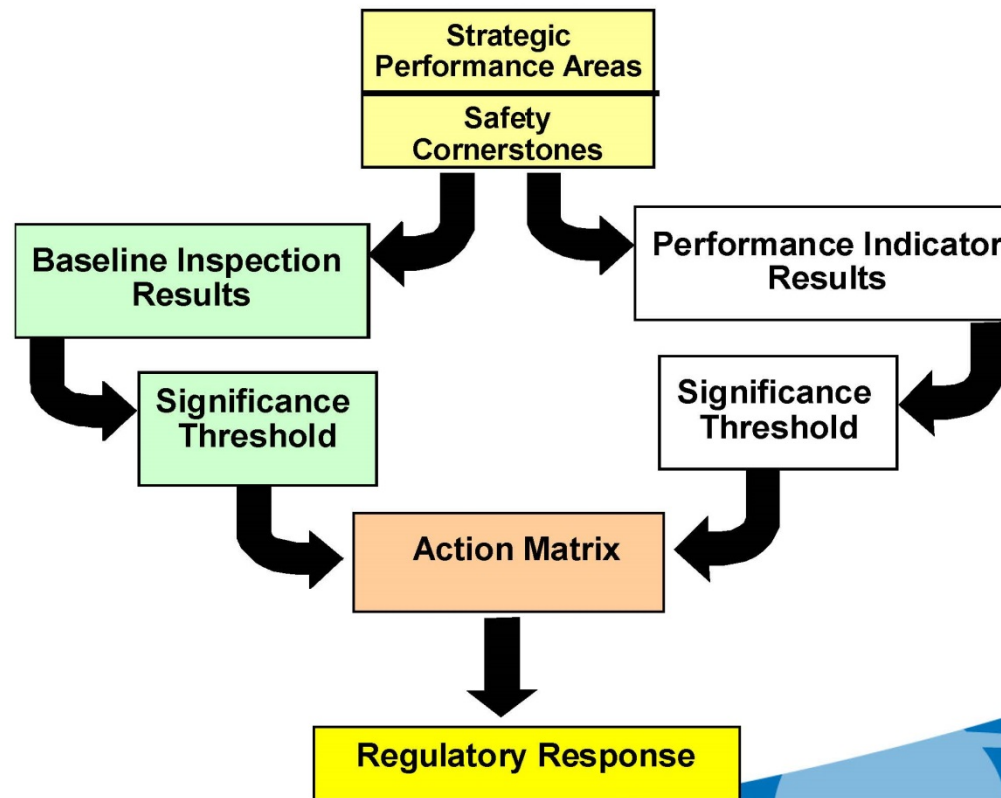 Strategic
Performance Areas
Safety
Cornerstones
Baseline Inspection
Results
Performance Indicator
Results
Significance
Threshold
Significance
Threshold
Action Matrix
Regulatory Response